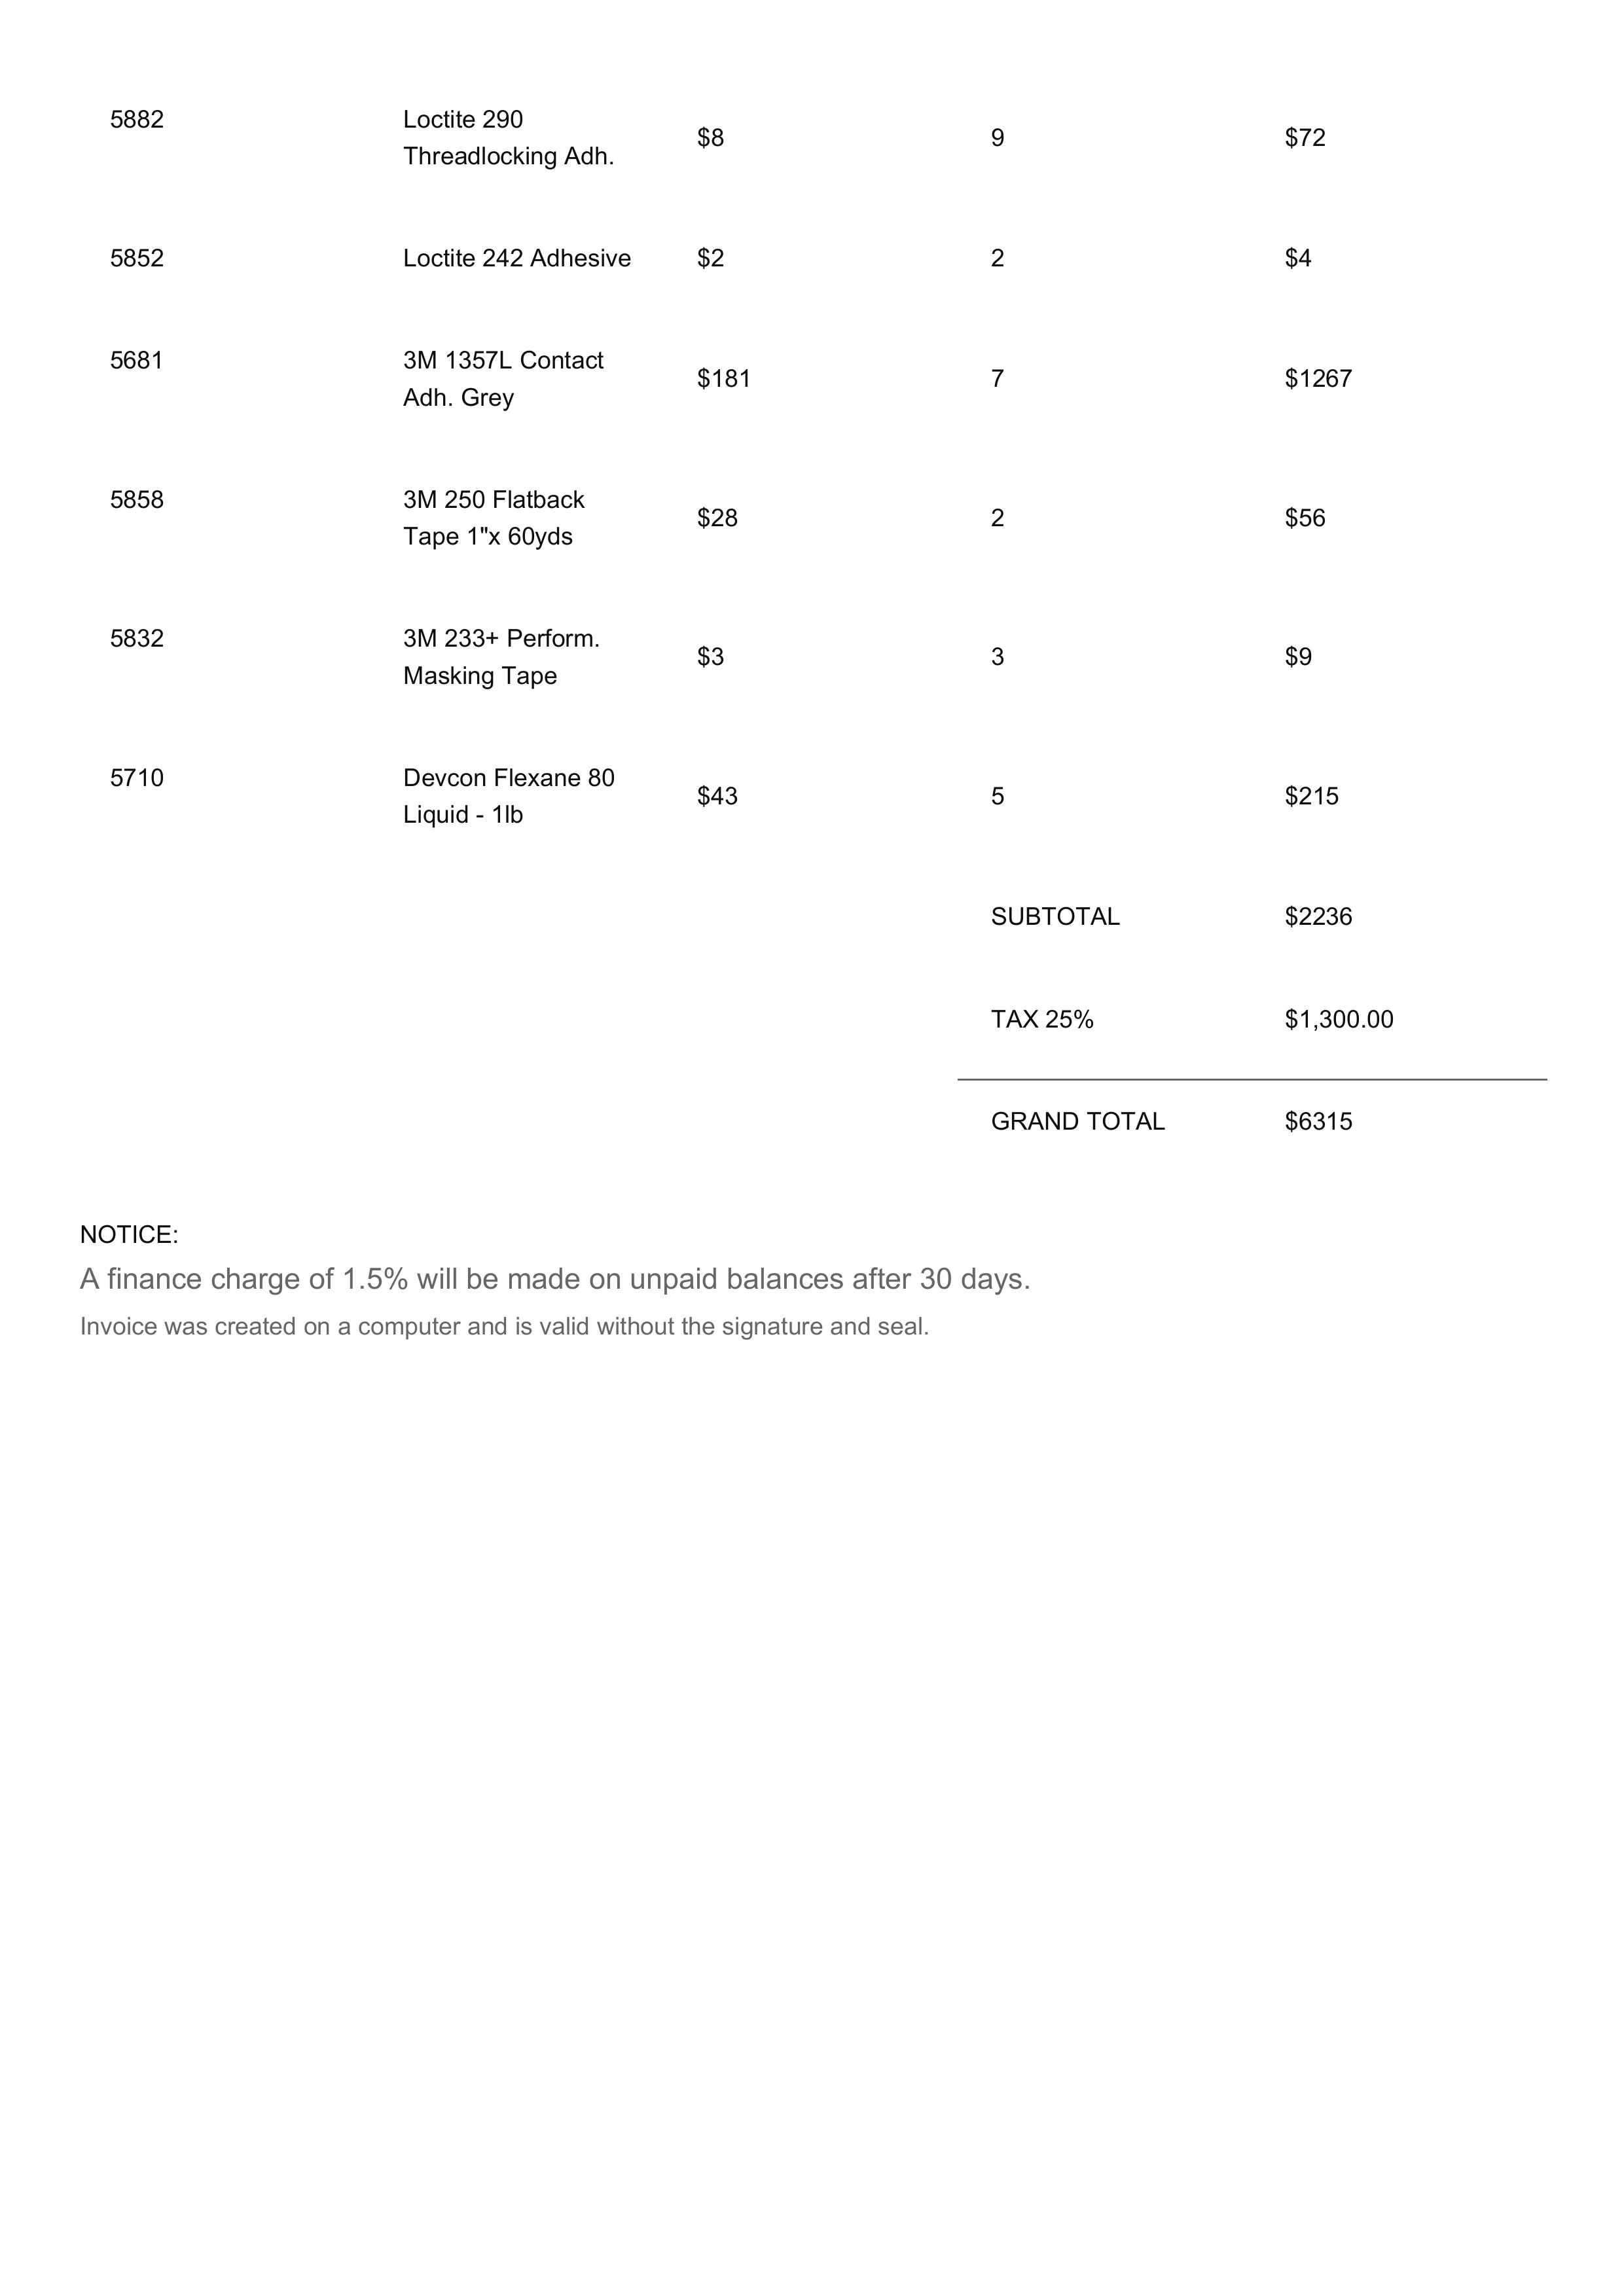 5882 Loctite 290 Threadlocking Adh. $8 9 $72
5852 Loctite 242 Adhesive $2 2 $4
5681 3M 1357L Contact Adh. Grey $181 7 $1267
5858 3M 250 Flatback Tape 1"x 60yds $28 2 $56
5832 3M 233+ Perform. Masking Tape $3 3 $9
5710 Devcon Flexane 80 Liquid - 1lb $43 5 $215
SUBTOTAL $2236
TAX 25% $1,300.00
GRAND TOTAL $6315
NOTICE:
A finance charge of 1.5% will be made on unpaid balances after 30 days.
Invoice was created on a computer and is valid without the signature and seal.